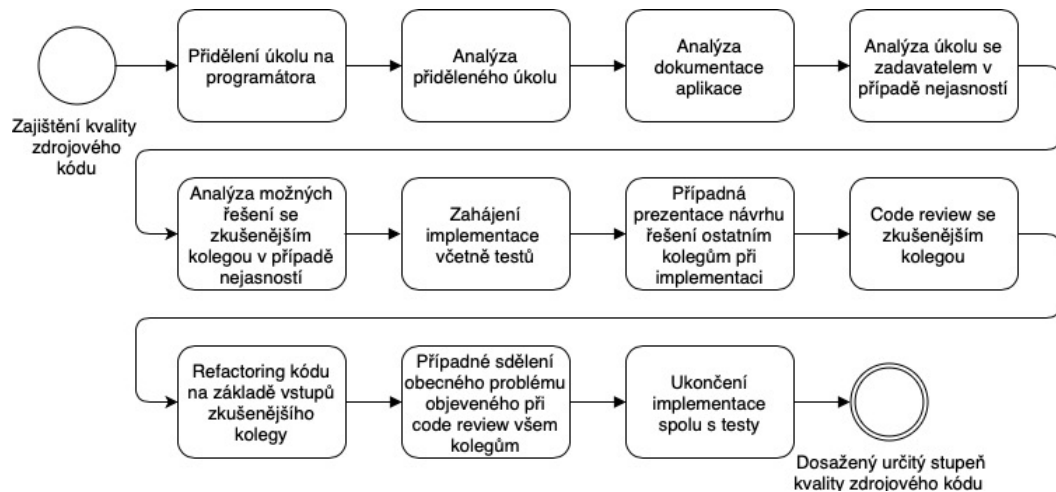 Zajištění kvality
zdrojového
kódu
Přidělení úkolu na
programátora
Analýza
přiděleného úkolu
Analýza
dokumentace
aplikace
Analýza úkolu se
zadavatelem v
případě nejasností
Analýza možných
řešení se
zkušenějším
kolegou v případě
nejasností
Zahájení
implementace
včetně testů
Případná
prezentace návrhu
řešení ostatním
kolegům při
implementaci
Code review se
zkušenějším
kolegou
Refactoring kódu
na základě vstupů
zkušenějšího
kolegy
Případné sdělení
obecného problému
objeveného při
code review všem
kolegům
Ukončení
implementace
spolu s testy
Dosažený určitý stupeň
kvality zdrojového kódu